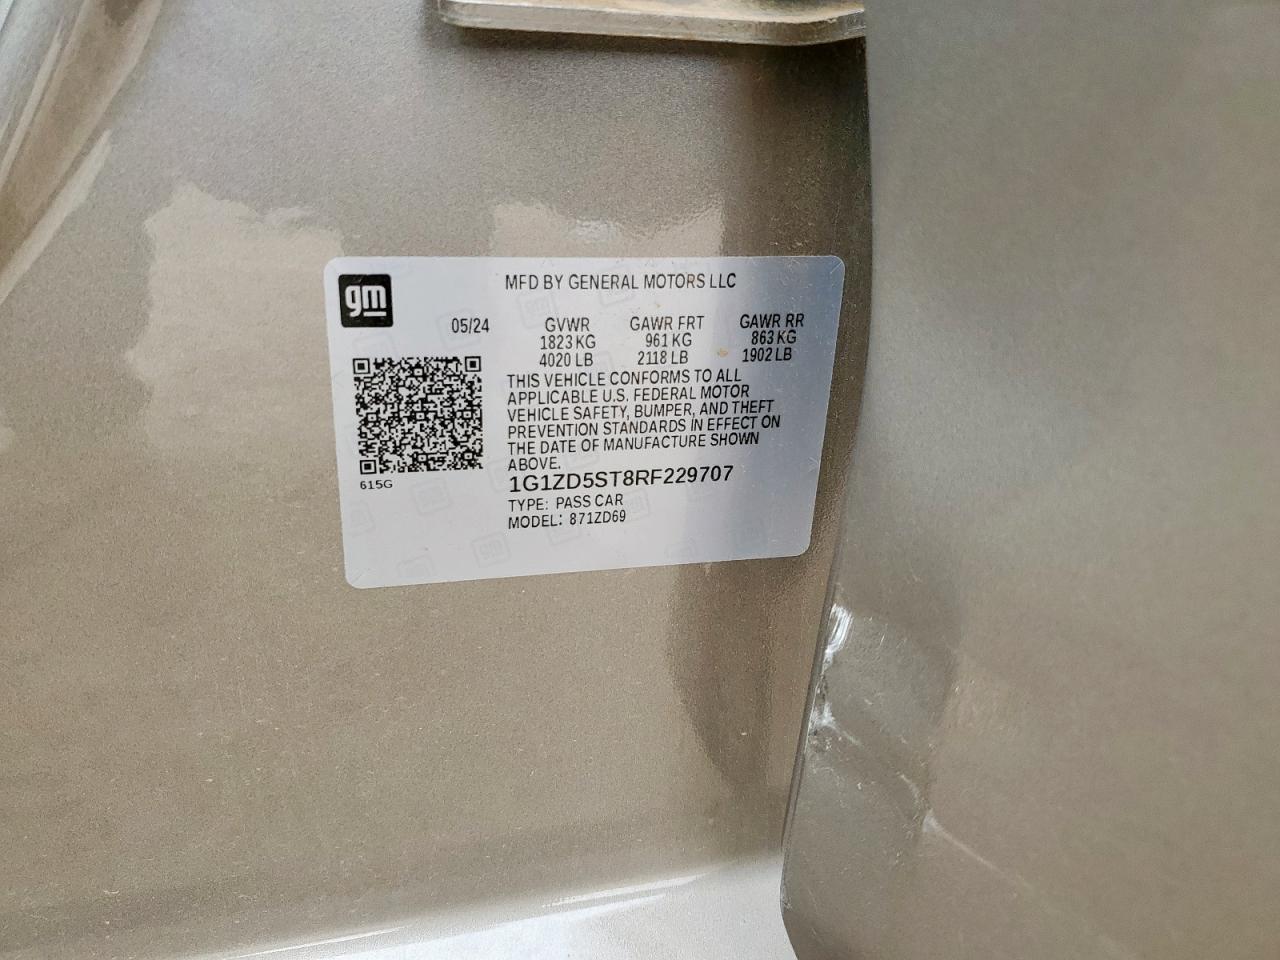 gm
MFD BY GENERAL MOTORS LLC
05/24 GVWR GAWR FRT GAWR RR
1823 KG 961 KG 863 KG
4020 LB 2118 LB 1902 LB
THIS VEHICLE CONFORMS TO ALL
APPLICABLE U.S. FEDERAL MOTOR
VEHICLE SAFETY, BUMPER, AND THEFT
PREVENTION STANDARDS IN EFFECT ON
THE DATE OF MANUFACTURE SHOWN
ABOVE.
615G
1G1ZD5ST8RF229707
TYPE: PASS CAR
MODEL: 871ZD69